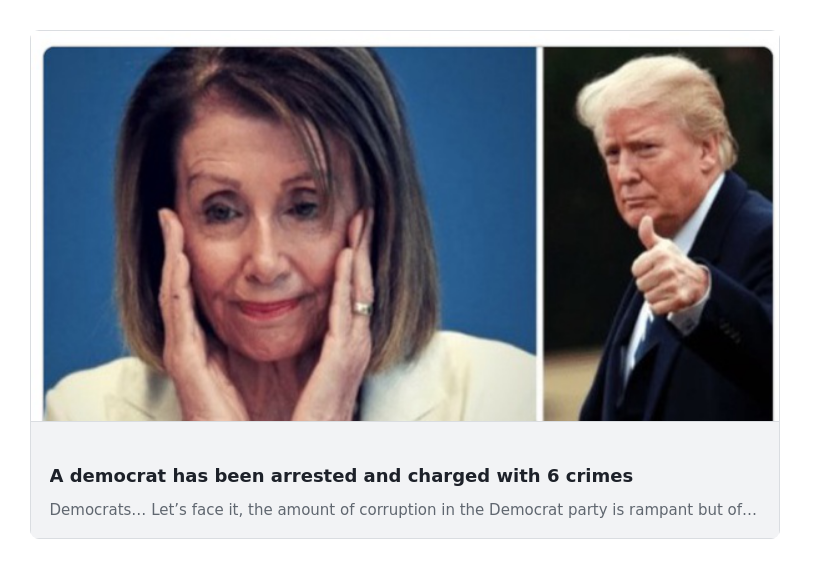 A democrat has been arrested and charged with 6 crimes
Democrats… Let’s face it, the amount of corruption in the Democrat party is rampant but of…